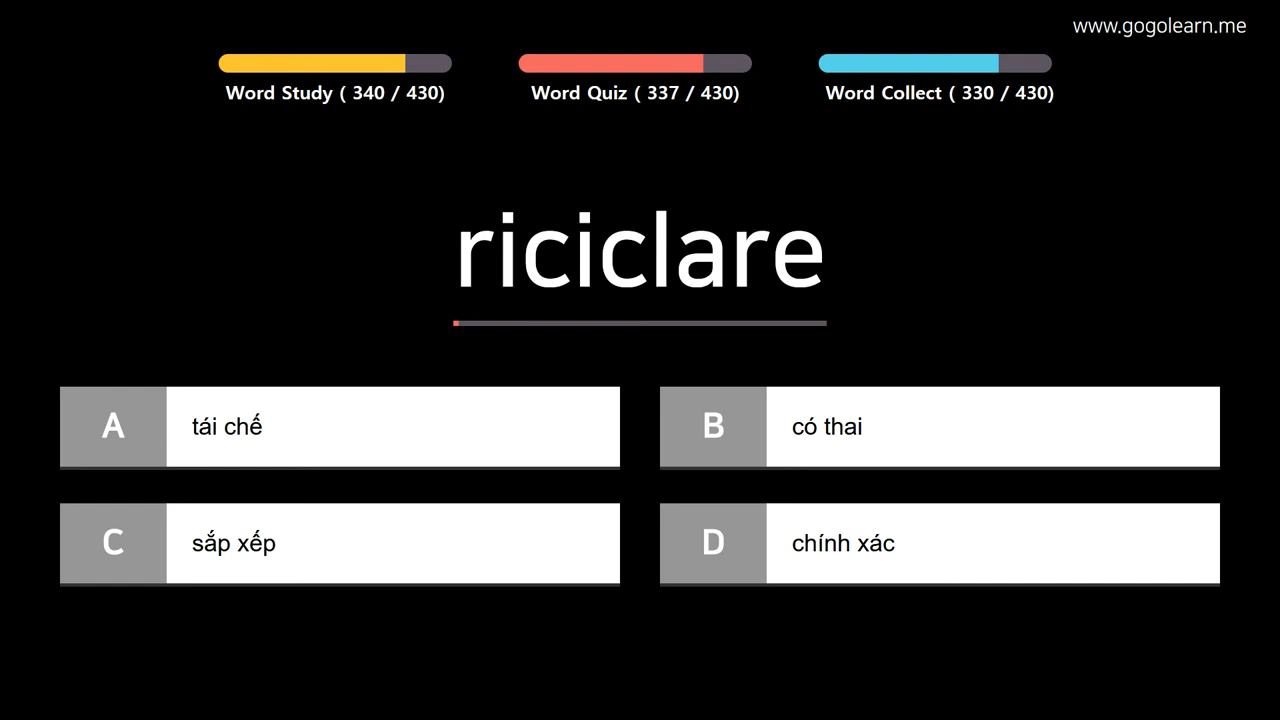 www.gogolearn.me
Word Study ( 340 / 430)
Word Quiz ( 337 / 430)
Word Collect ( 330 / 430)
riciclare
A
tái chế
B
có thai
C
sắp xếp
D
chính xác